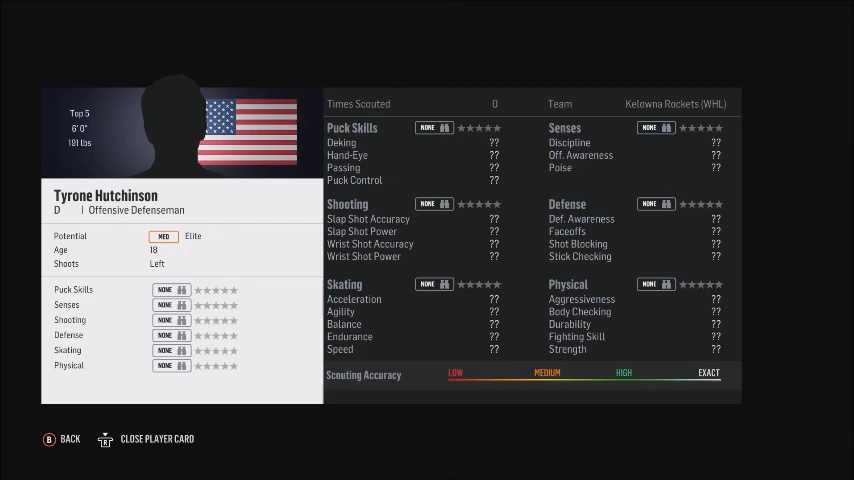 Top 5
6' 0"
191 lbs
Tyrone Hutchinson
D | Offensive Defenseman
Potential MED Elite
Age 18
Shoots Left
Puck Skills NONE
Senses NONE
Shooting NONE
Defense NONE
Skating NONE
Physical NONE
Times Scouted 0 Team Kelowna Rockets (WHL)
Puck Skills NONE
Deking ??
Hand-Eye ??
Passing ??
Puck Control ??
Senses NONE
Discipline ??
Off. Awareness ??
Poise ??
Shooting NONE
Slap Shot Accuracy ??
Slap Shot Power ??
Wrist Shot Accuracy ??
Wrist Shot Power ??
Defense NONE
Def. Awareness ??
Faceoffs ??
Shot Blocking ??
Stick Checking ??
Skating NONE
Acceleration ??
Agility ??
Balance ??
Endurance ??
Speed ??
Physical NONE
Aggressiveness ??
Body Checking ??
Durability ??
Fighting Skill ??
Strength ??
Scouting Accuracy LOW MEDIUM HIGH EXACT
B BACK R CLOSE PLAYER CARD